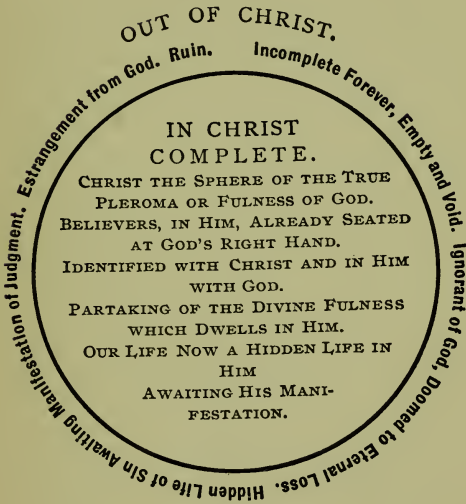 OUT OF CHRIST.
Incomplete Forever, Empty and Void. Ignorant of God, Doomed to Eternal Loss. Hidden Life of Sin Awaiting Manifestation of Judgment. Estrangement from God. Ruin.
IN CHRIST
COMPLETE.
CHRIST THE SPHERE OF THE TRUE
PLEROMA OR FULNESS OF GOD.
BELIEVERS, IN HIM, ALREADY SEATED
AT GOD'S RIGHT HAND.
IDENTIFIED WITH CHRIST AND IN HIM
WITH GOD.
PARTAKING OF THE DIVINE FULNESS
WHICH DWELLS IN HIM.
OUR LIFE NOW A HIDDEN LIFE IN
HIM
AWAITING HIS MANI-
FESTATION.